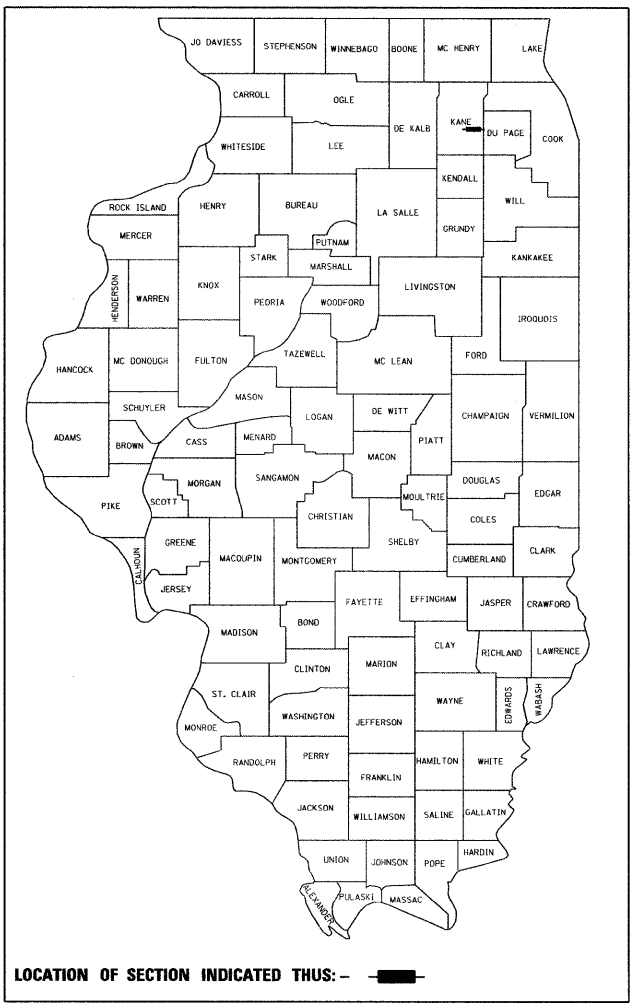 JO DAVIESS
STEPHENSON
WINNEBAGO
BOONE
MC HENRY
LAKE
CARROLL
OGLE
DE KALB
KANE
DU PAGE
COOK
WHITESIDE
LEE
KENDALL
WILL
ROCK ISLAND
HENRY
BUREAU
LA SALLE
GRUNDY
MERCER
PUTNAM
STARK
MARSHALL
KANKAKEE
HENDERSON
WARREN
KNOX
PEORIA
WOODFORD
LIVINGSTON
IROQUOIS
HANCOCK
MC DONOUGH
FULTON
TAZEWELL
MC LEAN
FORD
SCHUYLER
MASON
LOGAN
DE WITT
CHAMPAIGN
VERMILION
ADAMS
BROWN
CASS
MENARD
PIATT
MACON
PIKE
SCOTT
MORGAN
SANGAMON
MOULTRIE
DOUGLAS
EDGAR
CHRISTIAN
COLES
CALHOUN
GREENE
MACOUPIN
MONTGOMERY
SHELBY
CUMBERLAND
CLARK
JERSEY
FAYETTE
EFFINGHAM
JASPER
CRAWFORD
MADISON
BOND
CLAY
RICHLAND
LAWRENCE
CLINTON
MARION
ST. CLAIR
WAYNE
EDWARDS
WABASH
MONROE
WASHINGTON
JEFFERSON
RANDOLPH
PERRY
HAMILTON
WHITE
FRANKLIN
JACKSON
WILLIAMSON
SALINE
GALLATIN
UNION
JOHNSON
POPE
HARDIN
ALEXANDER
PULASKI
MASSAC
LOCATION OF SECTION INDICATED THUS: –